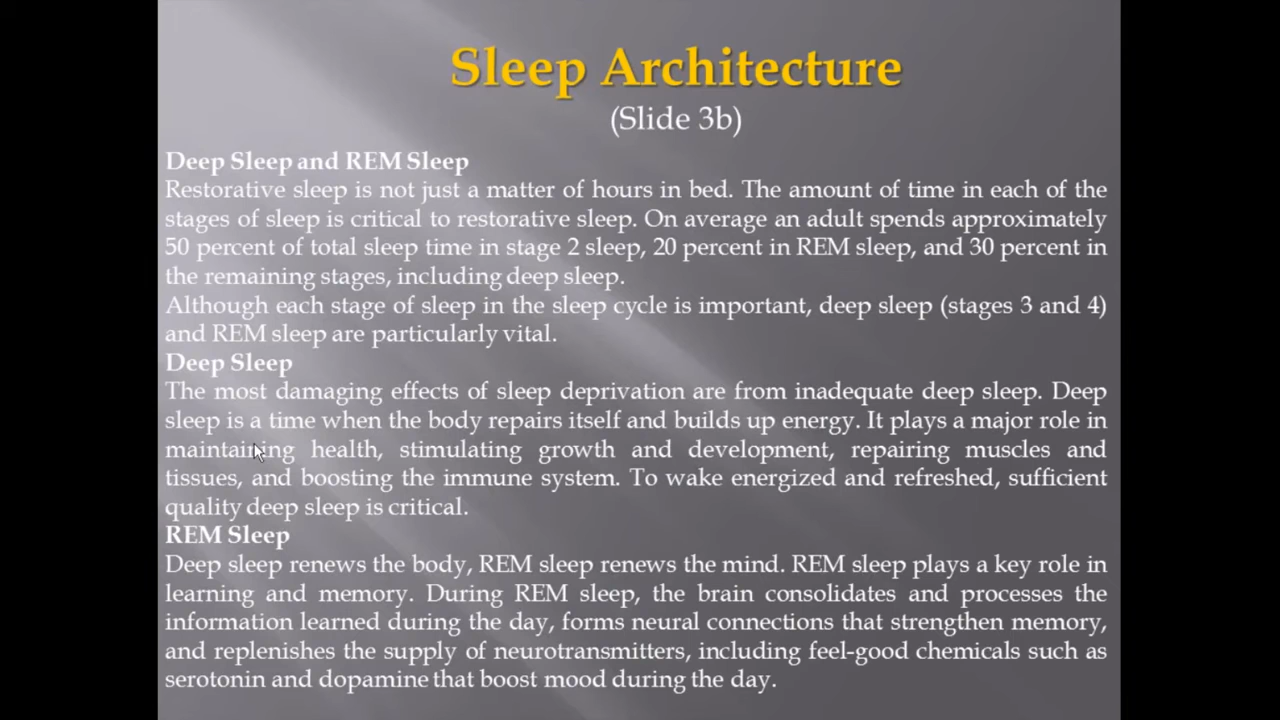 Sleep Architecture
(Slide 3b)
Deep Sleep and REM Sleep
Restorative sleep is not just a matter of hours in bed. The amount of time in each of the
stages of sleep is critical to restorative sleep. On average an adult spends approximately
50 percent of total sleep time in stage 2 sleep, 20 percent in REM sleep, and 30 percent in
the remaining stages, including deep sleep.
Although each stage of sleep in the sleep cycle is important, deep sleep (stages 3 and 4)
and REM sleep are particularly vital.
Deep Sleep
The most damaging effects of sleep deprivation are from inadequate deep sleep. Deep
sleep is a time when the body repairs itself and builds up energy. It plays a major role in
maintaining health, stimulating growth and development, repairing muscles and
tissues, and boosting the immune system. To wake energized and refreshed, sufficient
quality deep sleep is critical.
REM Sleep
Deep sleep renews the body, REM sleep renews the mind. REM sleep plays a key role in
learning and memory. During REM sleep, the brain consolidates and processes the
information learned during the day, forms neural connections that strengthen memory,
and replenishes the supply of neurotransmitters, including feel-good chemicals such as
serotonin and dopamine that boost mood during the day.